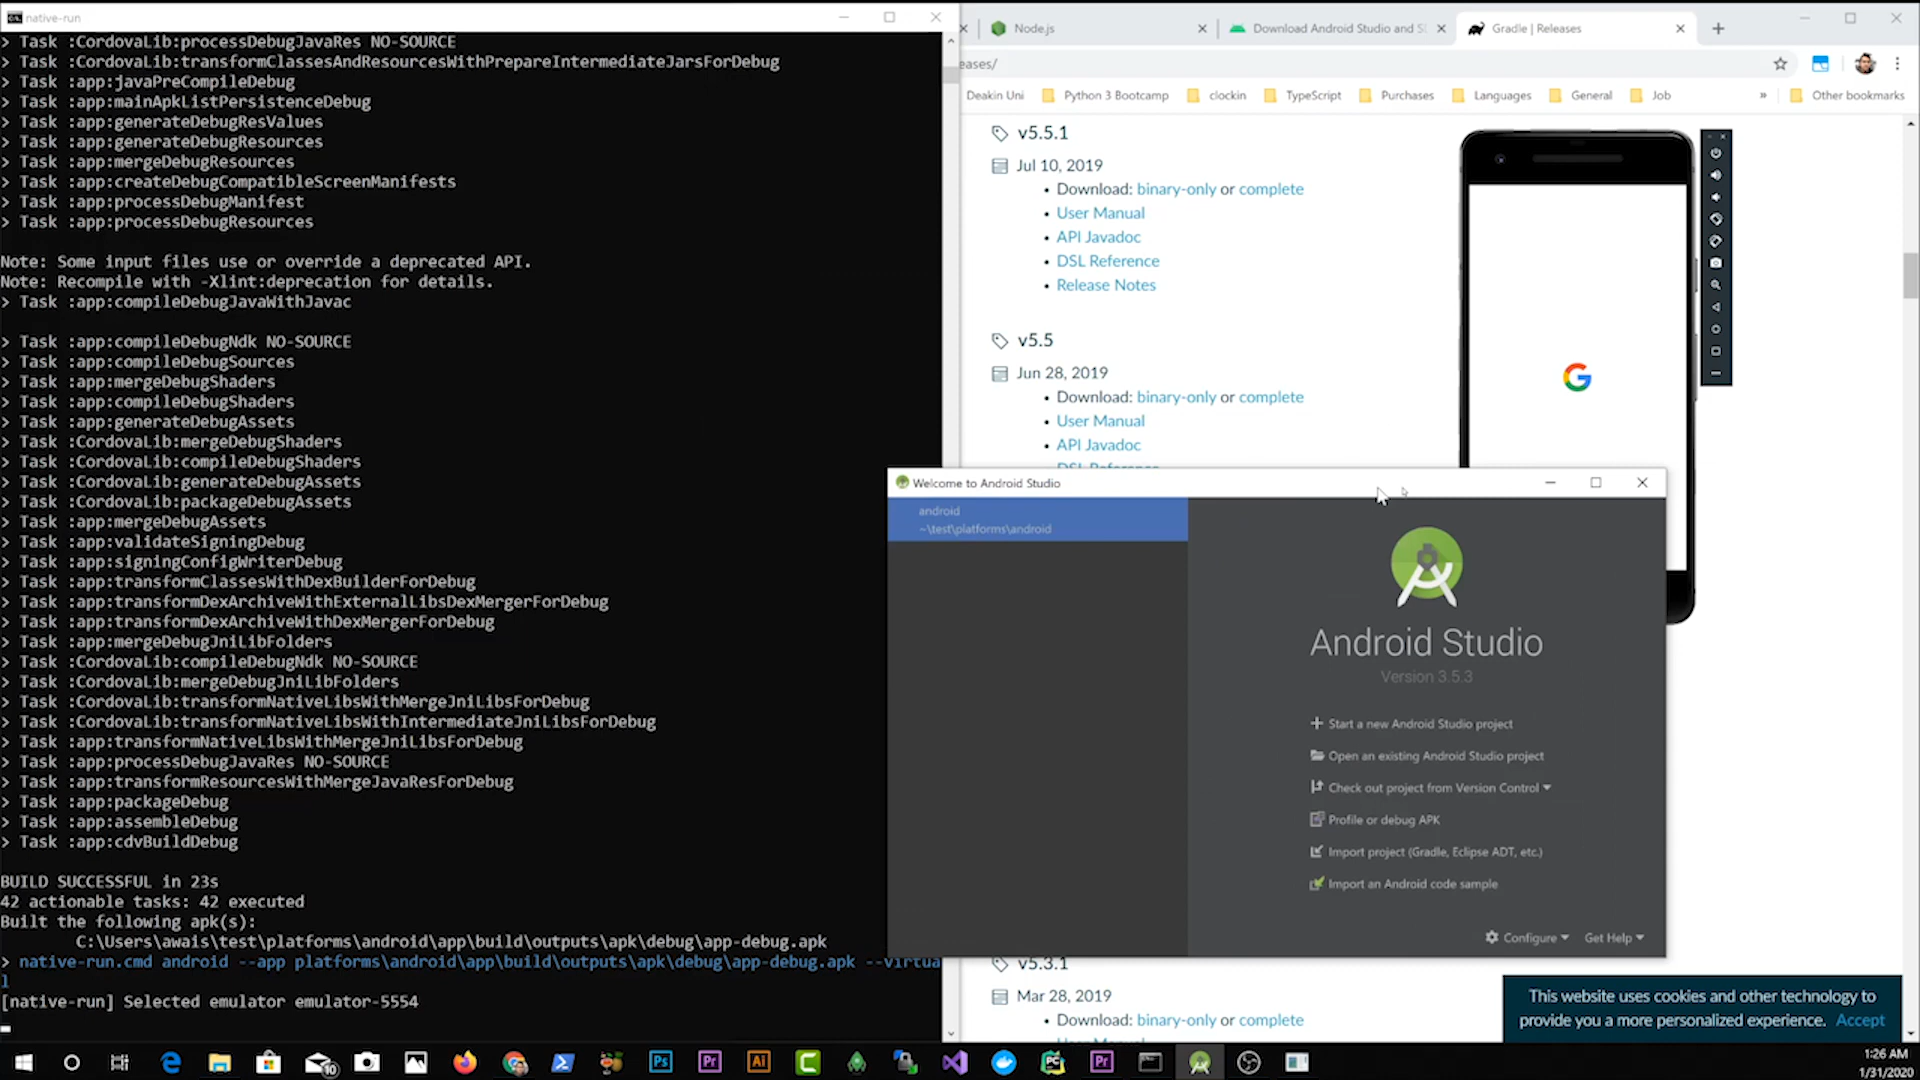 native-run
> Task :CordovaLib:processDebugJavaRes NO-SOURCE
> Task :CordovaLib:transformClassesAndResourcesWithPrepareIntermediateJarsForDebug
> Task :app:javaPreCompileDebug
> Task :app:mainApkListPersistenceDebug
> Task :app:generateDebugResValues
> Task :app:generateDebugResources
> Task :app:mergeDebugResources
> Task :app:createDebugCompatibleScreenManifests
> Task :app:processDebugManifest
> Task :app:processDebugResources
Note: Some input files use or override a deprecated API.
Note: Recompile with -Xlint:deprecation for details.
> Task :app:compileDebugJavaWithJavac
> Task :app:compileDebugNdk NO-SOURCE
> Task :app:compileDebugSources
> Task :app:mergeDebugShaders
> Task :app:compileDebugShaders
> Task :app:generateDebugAssets
> Task :CordovaLib:mergeDebugShaders
> Task :CordovaLib:compileDebugShaders
> Task :CordovaLib:generateDebugAssets
> Task :CordovaLib:packageDebugAssets
> Task :app:mergeDebugAssets
> Task :app:validateSigningDebug
> Task :app:signingConfigWriterDebug
> Task :app:transformClassesWithDexBuilderForDebug
> Task :app:transformDexArchiveWithExternalLibsDexMergerForDebug
> Task :app:transformDexArchiveWithDexMergerForDebug
> Task :app:mergeDebugJniLibFolders
> Task :CordovaLib:compileDebugNdk NO-SOURCE
> Task :CordovaLib:mergeDebugJniLibFolders
> Task :CordovaLib:transformNativeLibsWithMergeJniLibsForDebug
> Task :CordovaLib:transformNativeLibsWithIntermediateJniLibsForDebug
> Task :app:transformNativeLibsWithMergeJniLibsForDebug
> Task :app:processDebugJavaRes NO-SOURCE
> Task :app:transformResourcesWithMergeJavaResForDebug
> Task :app:packageDebug
> Task :app:assembleDebug
> Task :app:cdvBuildDebug
BUILD SUCCESSFUL in 23s
42 actionable tasks: 42 executed
Built the following apk(s):
C:\Users\awais\test\platforms\android\app\build\outputs\apk\debug\app-debug.apk
> native-run.cmd android --app platforms\android\app\build\outputs\apk\debug\app-debug.apk --virtua
l
[native-run] Selected emulator emulator-5554
Node.js
Download Android Studio and S
Gradle | Releases
eases/
Deakin Uni
Python 3 Bootcamp
clockin
TypeScript
Purchases
Languages
General
Job
»
Other bookmarks
v5.5.1
Jul 10, 2019
• Download: binary-only or complete
• User Manual
• API Javadoc
• DSL Reference
• Release Notes
v5.5
Jun 28, 2019
• Download: binary-only or complete
• User Manual
• API Javadoc
DSL Reference
Welcome to Android Studio
android
~\test\platforms\android
Android Studio
Version 3.5.3
Start a new Android Studio project
Open an existing Android Studio project
Check out project from Version Control
Profile or debug APK
Import project (Gradle, Eclipse ADT, etc.)
Import an Android code sample
Configure
Get Help
v5.3.1
Mar 28, 2019
• Download: binary-only or complete
User Manual
This website uses cookies and other technology to
provide you a more personalized experience. Accept
10
Ps
Pr
Ai
C
PC
Pr
1:26 AM
1/31/2020